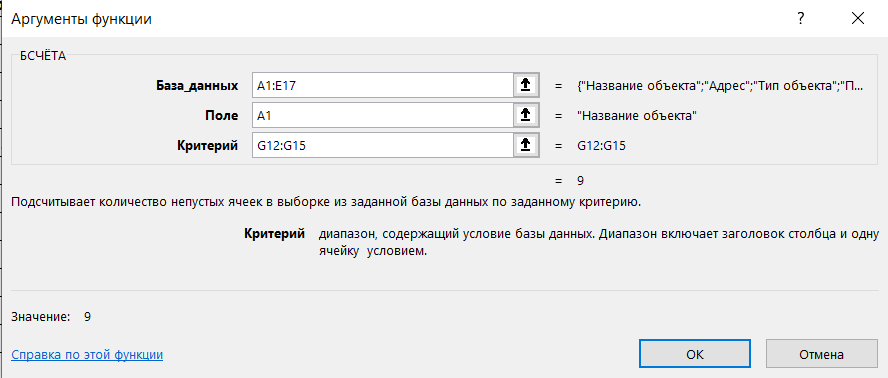 Аргументы функции ?
БСЧЁТА
База_данных A1:E17 = {"Название объекта";"Адрес";"Тип объекта";"П...
Поле A1 = "Название объекта"
Критерий G12:G15 = G12:G15
= 9
Подсчитывает количество непустых ячеек в выборке из заданной базы данных по заданному критерию.
Критерий диапазон, содержащий условие базы данных. Диапазон включает заголовок столбца и одну
ячейку условием.
Значение: 9
Справка по этой функции
ОК Отмена